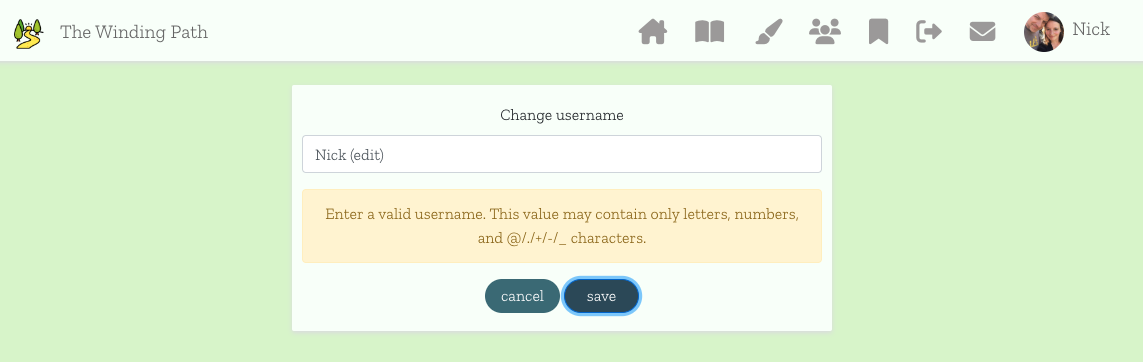 The Winding Path
Nick
Change username
Nick (edit)
Enter a valid username. This value may contain only letters, numbers,
and @/./+/-/_ characters.
cancel save